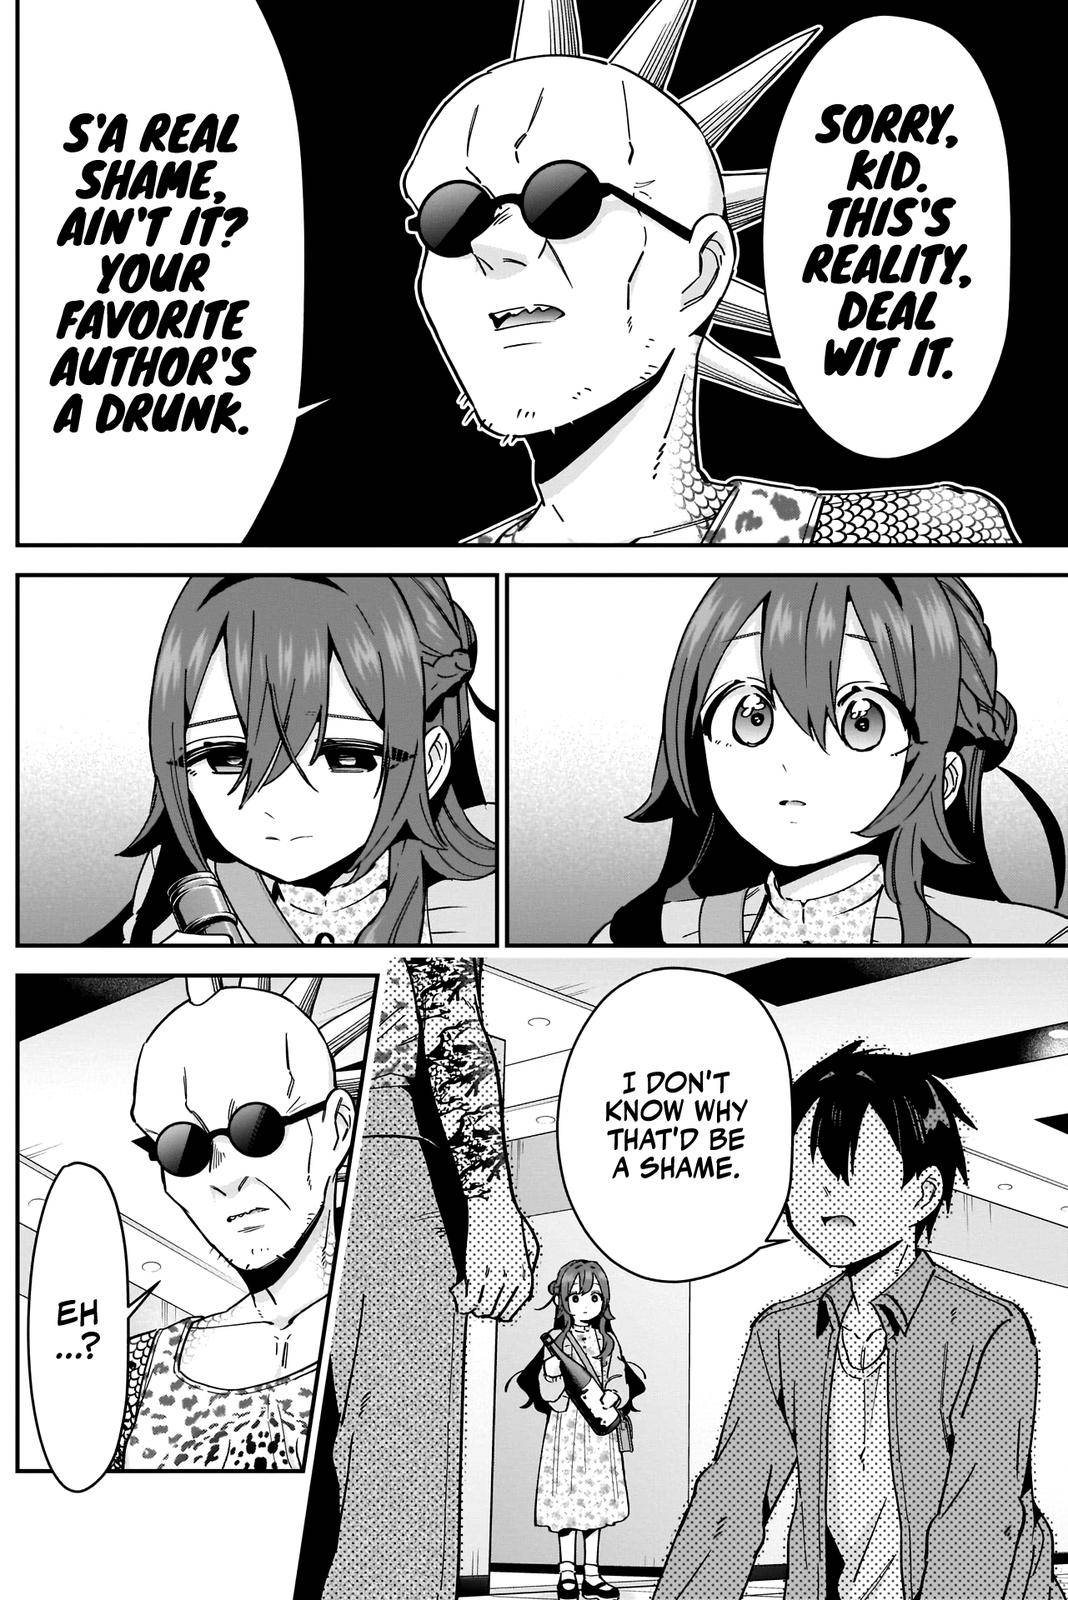 SORRY,
KID.
THIS'S
REALITY,
DEAL
WIT IT.
S'A REAL
SHAME,
AIN'T IT?
YOUR
FAVORITE
AUTHOR'S
A DRUNK.
I DON'T
KNOW WHY
THAT'D BE
A SHAME.
EH
...?